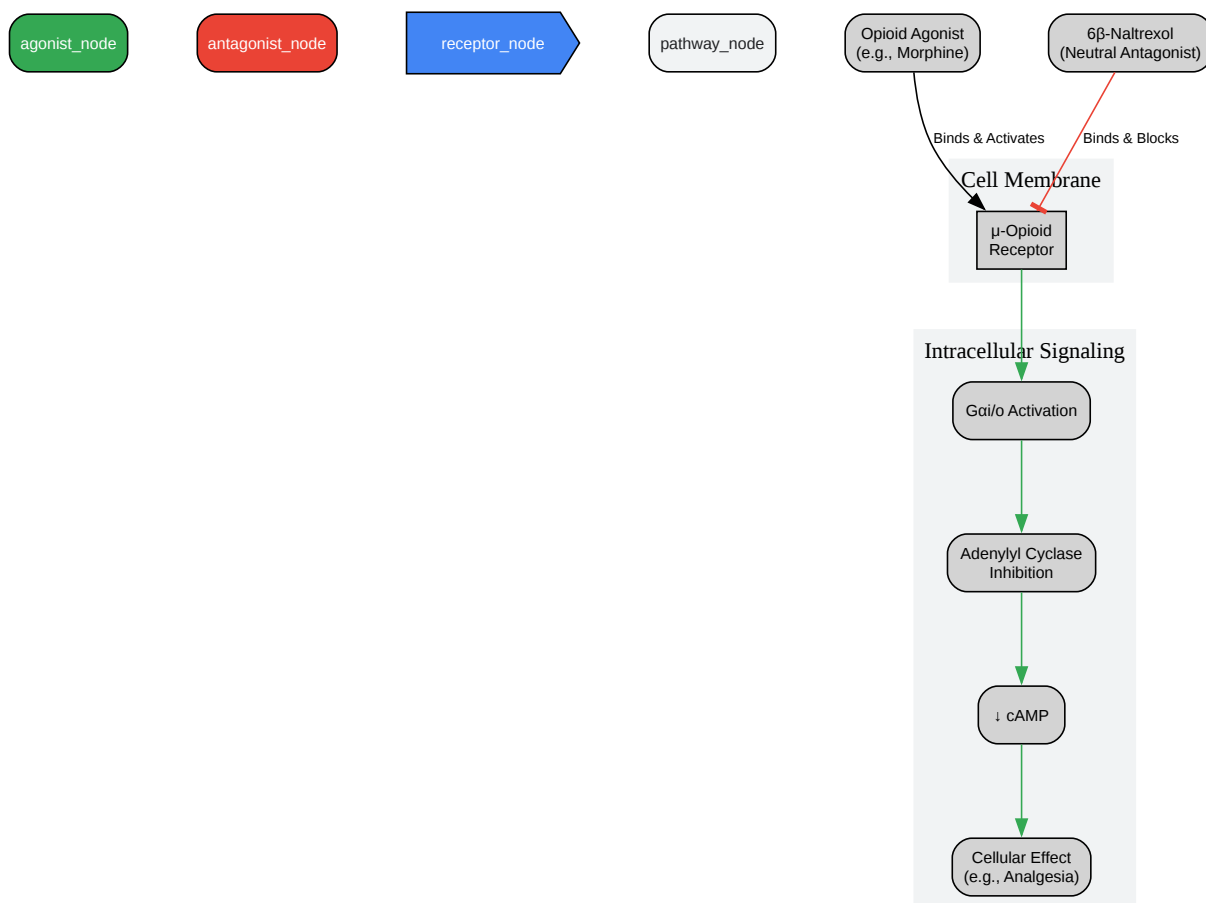 agonist_node
antagonist_node
receptor_node
pathway_node
Opioid Agonist
(e.g., Morphine)
6β-Naltrexol
(Neutral Antagonist)
Binds & Activates
Binds & Blocks
Cell Membrane
μ-Opioid
Receptor
Intracellular Signaling
Gαi/o Activation
Adenylyl Cyclase
Inhibition
↓ cAMP
Cellular Effect
(e.g., Analgesia)